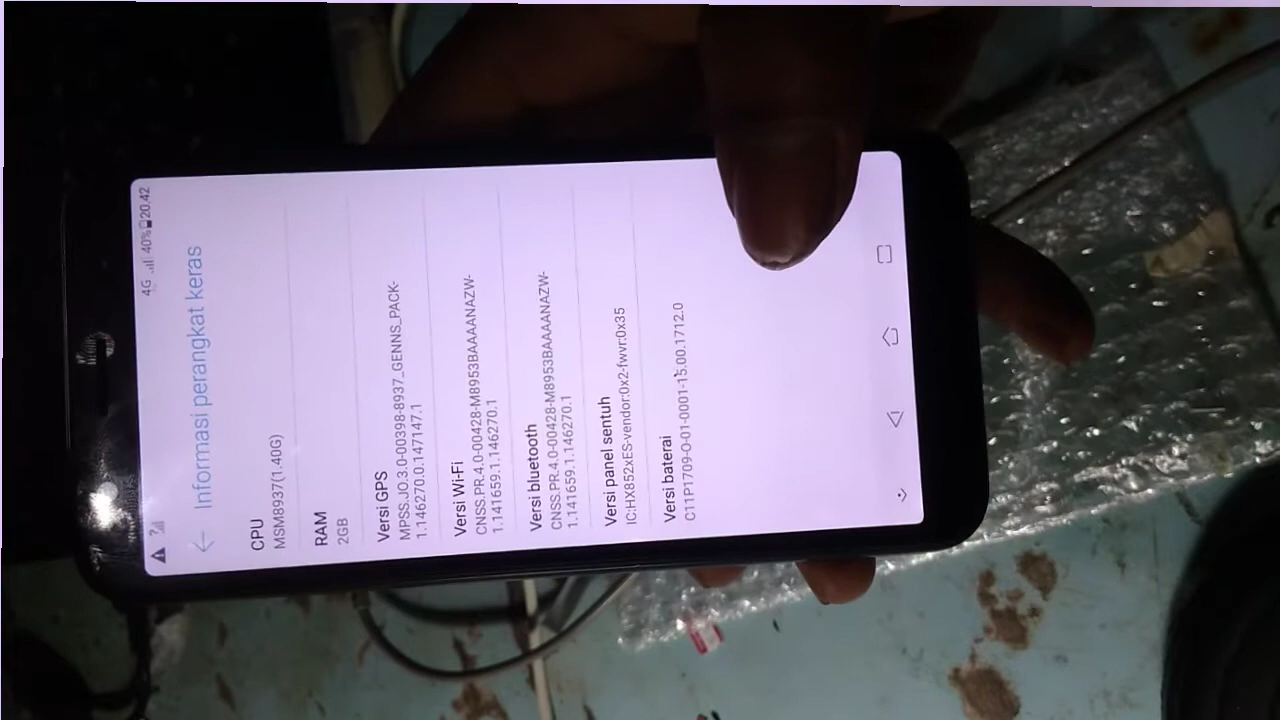 4G 40% 20.42
Informasi perangkat keras
CPU
MSM8937(1.40G)
RAM
2GB
Versi GPS
MPSS.JO.3.0-00398-8937_GENNS_PACK-
1.146270.0.147147.1
Versi Wi-Fi
CNSS.PR.4.0-00428-M8953BAAAANAZW-
1.141659.1.146270.1
Versi bluetooth
CNSS.PR.4.0-00428-M8953BAAAANAZW-
1.141659.1.146270.1
Versi planel sentuh
IC:HX852xES-vendor:0x2-fwvr:0x35
Versi baterai
C11P1709-O-01-0001-15.00.1712.0